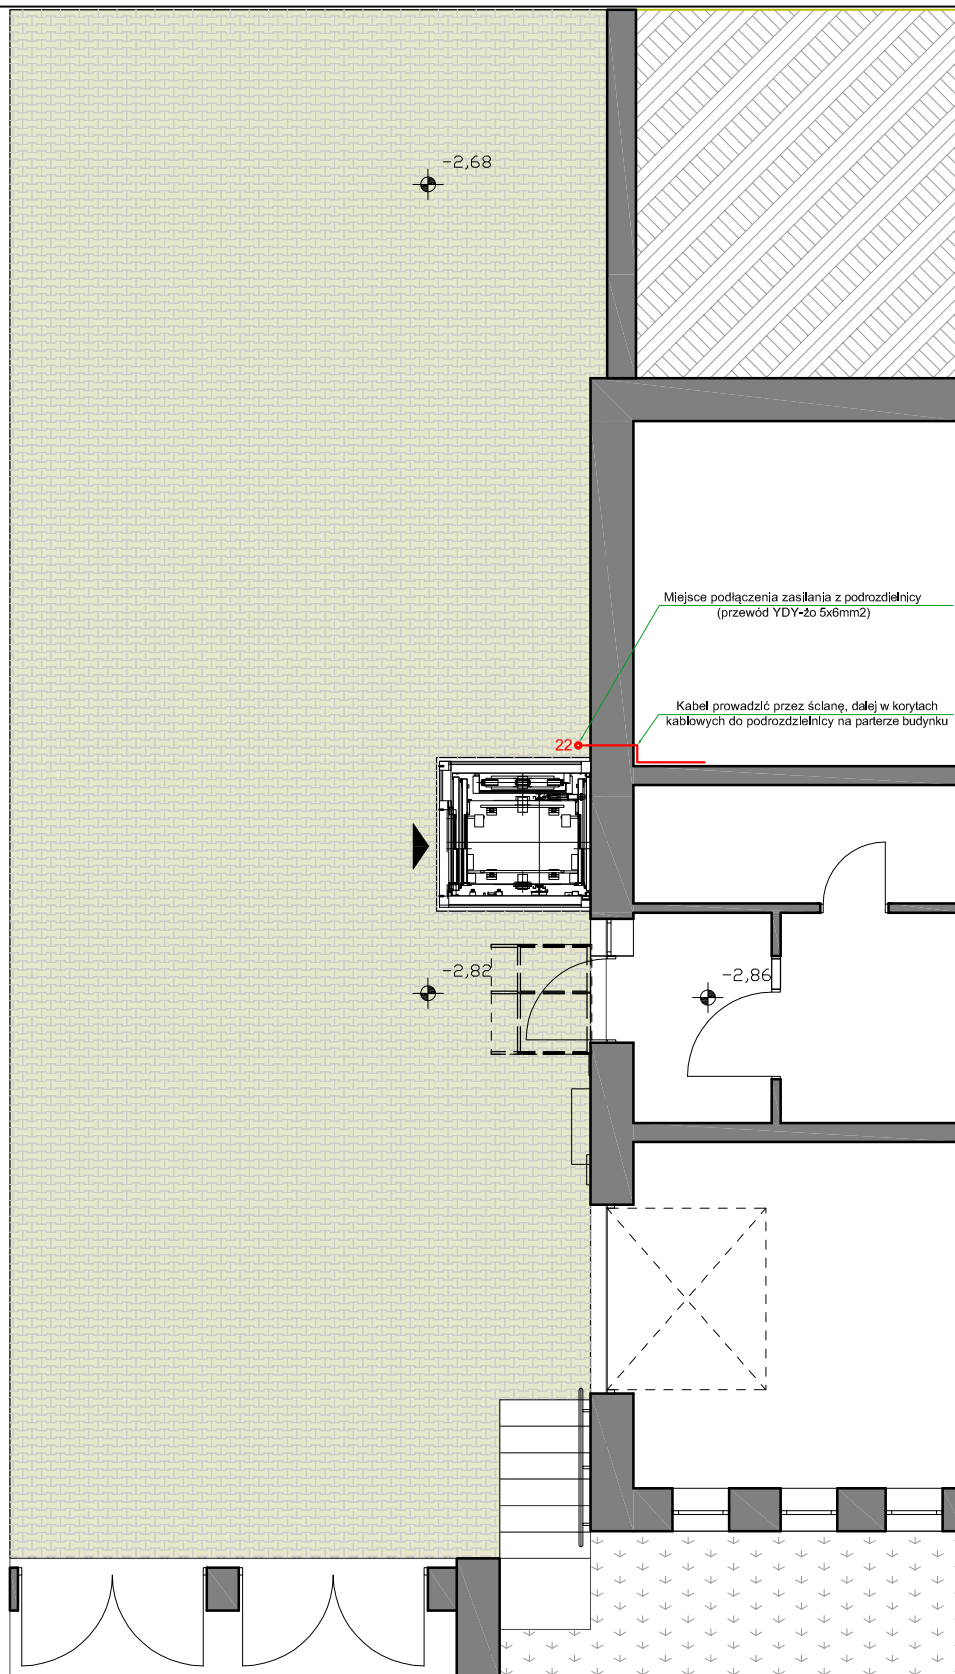 -2,68
Miejsce podłączenia zasilania z podrozdielnicy
(przewód YDY-żo 5x6mm2)
Kabel prowadzić przez ścianę, dalej w korytach
kablowych do podrozdzielnicy na parterze budynku
22
-2,82
-2,86